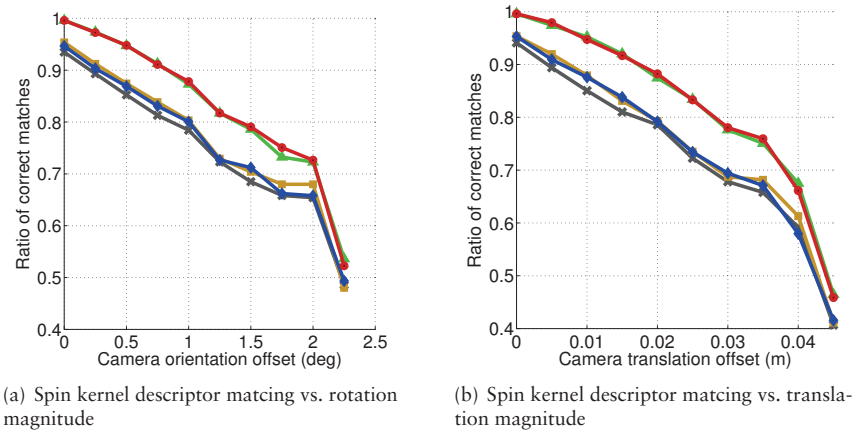 1
0.9
0.8
0.7
0.6
0.5
0.4
Ratio of correct matches
0 0.5 1 1.5 2 2.5
Camera orientation offset (deg)
(a) Spin kernel descriptor matcing vs. rotation
magnitude
1
0.9
0.8
0.7
0.6
0.5
0.4
Ratio of correct matches
0 0.01 0.02 0.03 0.04
Camera translation offset (m)
(b) Spin kernel descriptor matcing vs. transla-
tion magnitude